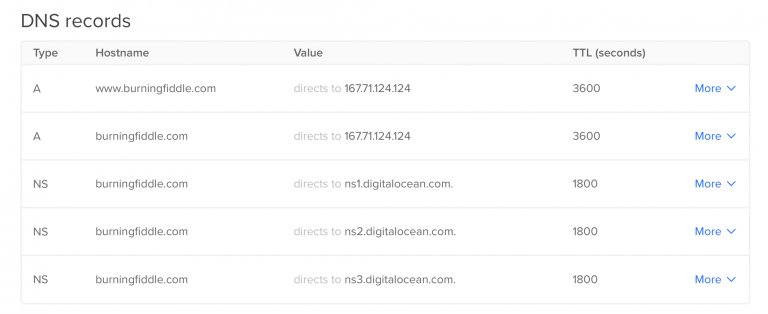 DNS records
Type Hostname Value TTL (seconds)
A www.burningfiddle.com directs to 167.71.124.124 3600 More
A burningfiddle.com directs to 167.71.124.124 3600 More
NS burningfiddle.com directs to ns1.digitalocean.com. 1800 More
NS burningfiddle.com directs to ns2.digitalocean.com. 1800 More
NS burningfiddle.com directs to ns3.digitalocean.com. 1800 More